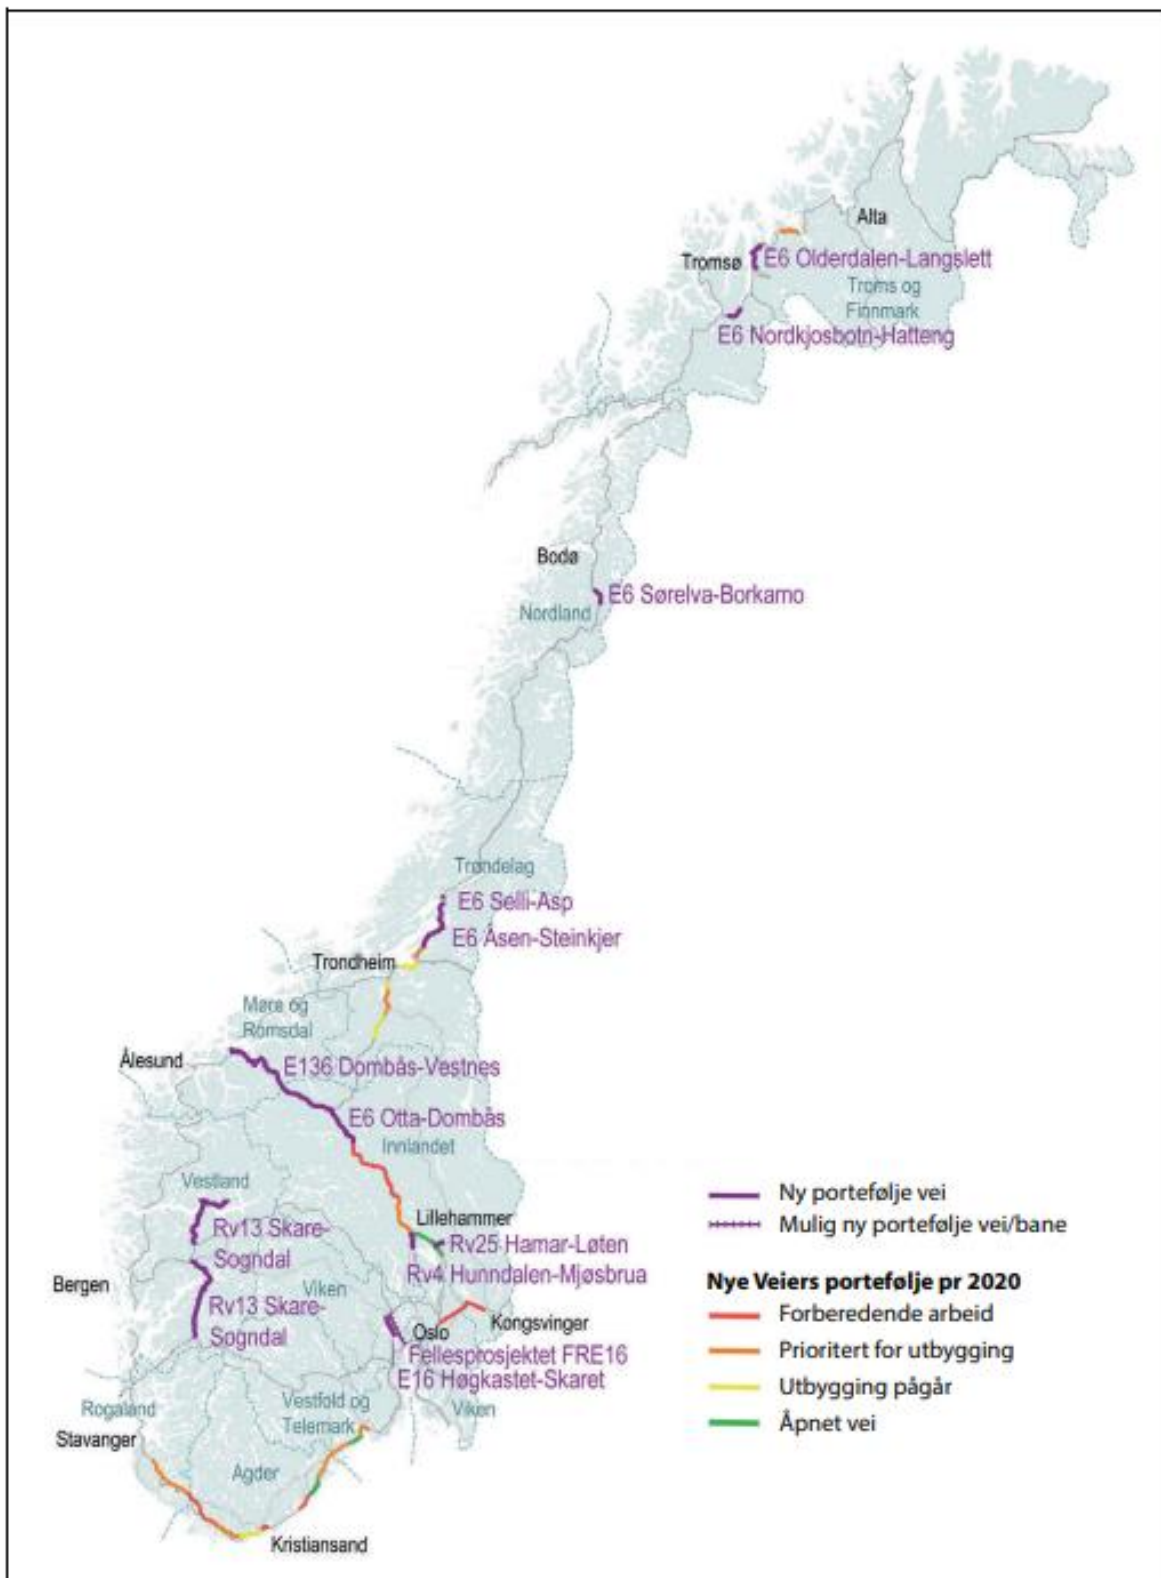 Alta
Tromsø
E6 Olderdalen-Langslett
Troms og
Finnmark
E6 Nordkjosbotn-Hatteng
Bodø
E6 Sørelva-Borkamo
Nordland
Trøndelag
E6 Selli-Asp
E6 Åsen-Steinkjer
Trondheim
Møre og
Romsdal
Ålesund
E136 Dombås-Vestnes
E6 Otta-Dombås
Innlandet
Vestland
Lillehammer
Rv13 Skare-
Sogndal
Rv25 Hamar-Løten
Rv4 Hunndalen-Mjøsbrua
Bergen
Viken
Rv13 Skare-
Sogndal
Kongsvinger
Oslo
Fellesprosjektet FRE16
E16 Høgkastet-Skaret
Vestfold og
Telemark
Viken
Rogaland
Stavanger
Agder
Kristiansand
Ny portefølje vei
Mulig ny portefølje vei/bane
Nye Veiers portefølje pr 2020
Forberedende arbeid
Prioritert for utbygging
Utbygging pågår
Åpnet vei